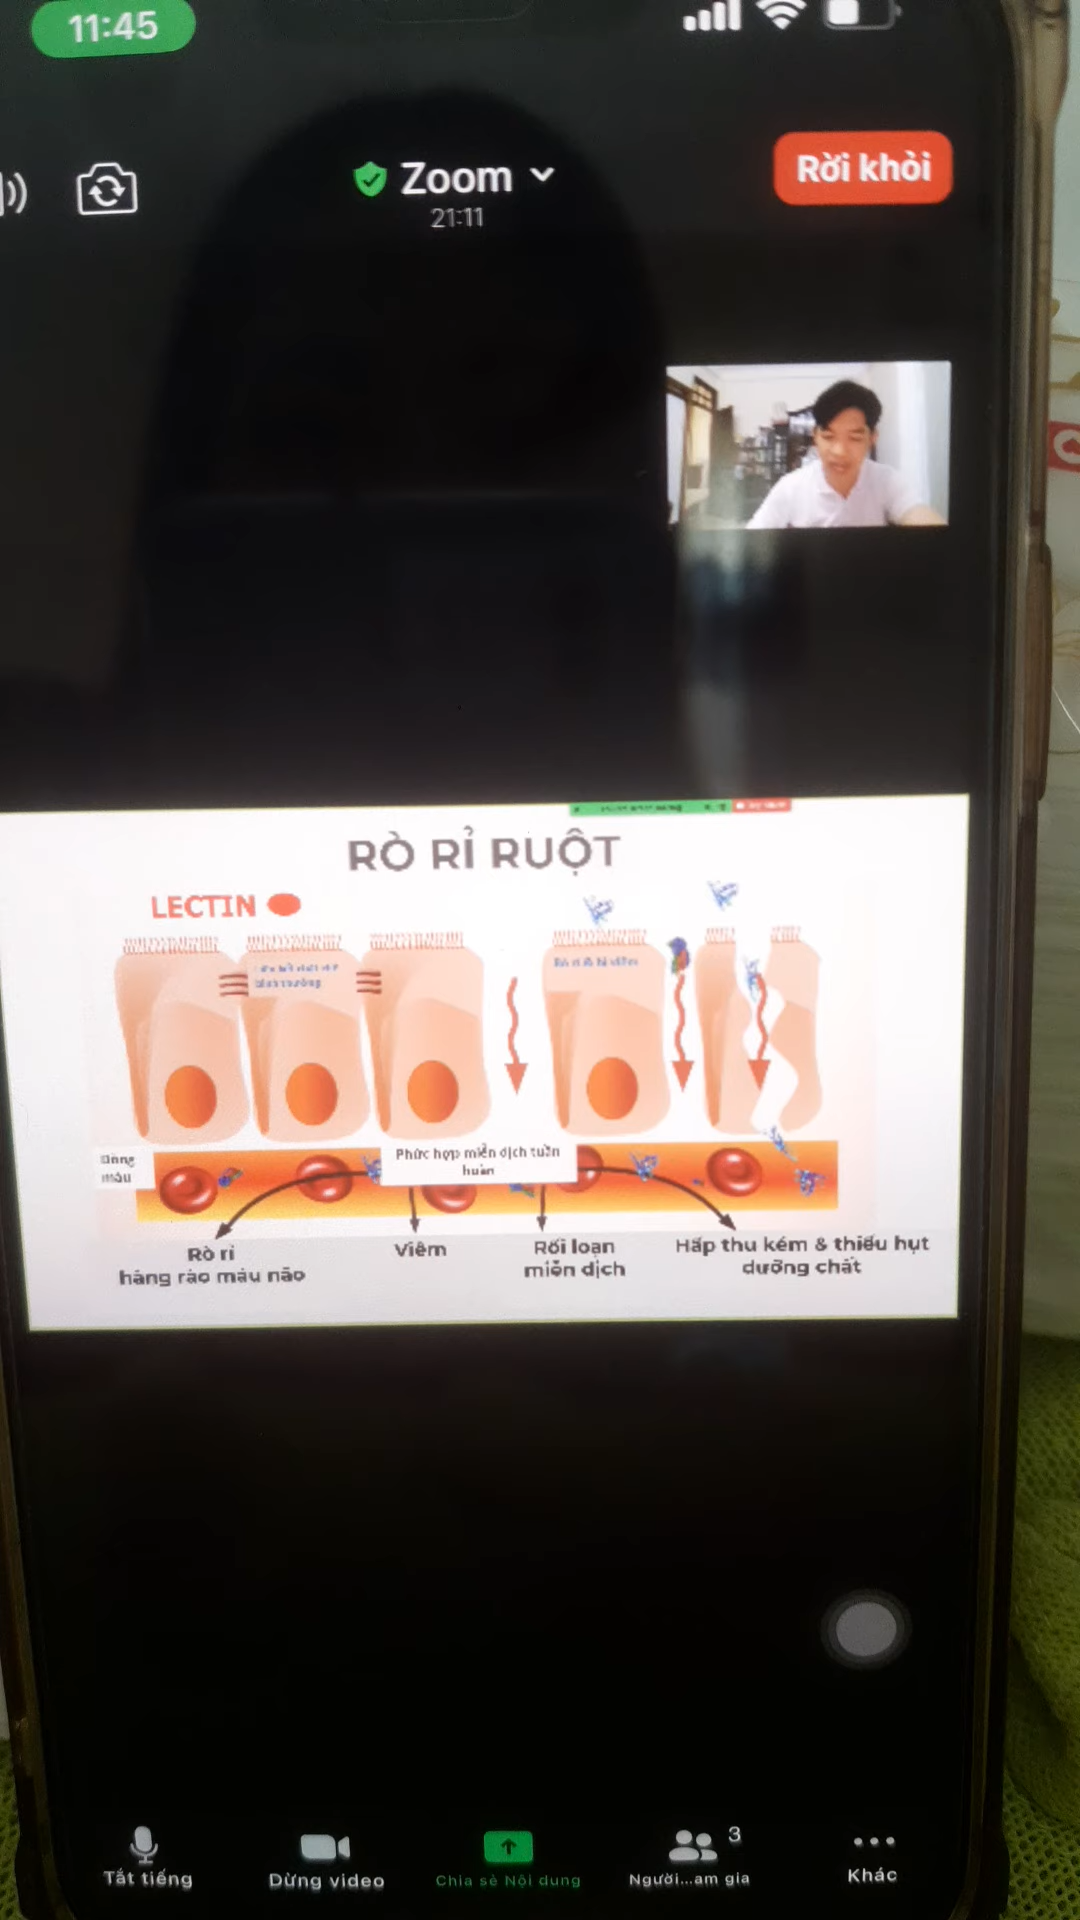 11:45
Zoom
21:11
Rời khỏi
RÒ RỈ RUỘT
LECTIN
Dòng
máu
Phức hợp miễn dịch tuần
hoàn
Rò rỉ
hàng rào máu não
Viêm
Rối loạn
miễn dịch
Hấp thu kém & thiếu hụt
dưỡng chất
Tắt tiếng
Dừng video
Chia sẻ Nội dung
3
Người...am gia
Khác